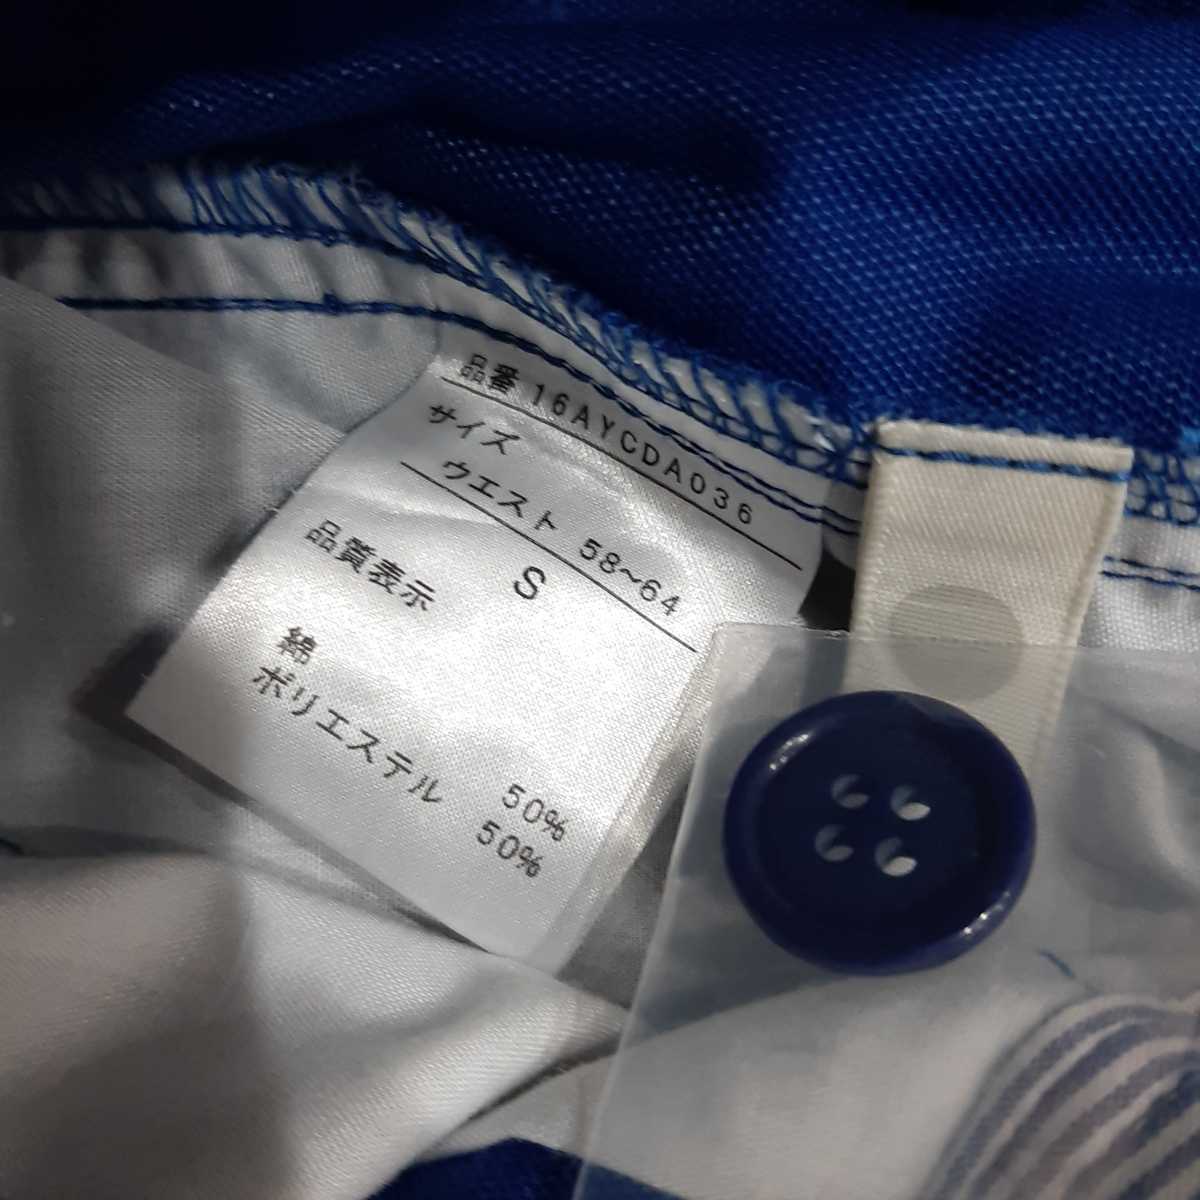 品番 16AYCDA036
サイズ S
ウエスト 58~64
品質表示
綿 50%
ポリエステル 50%